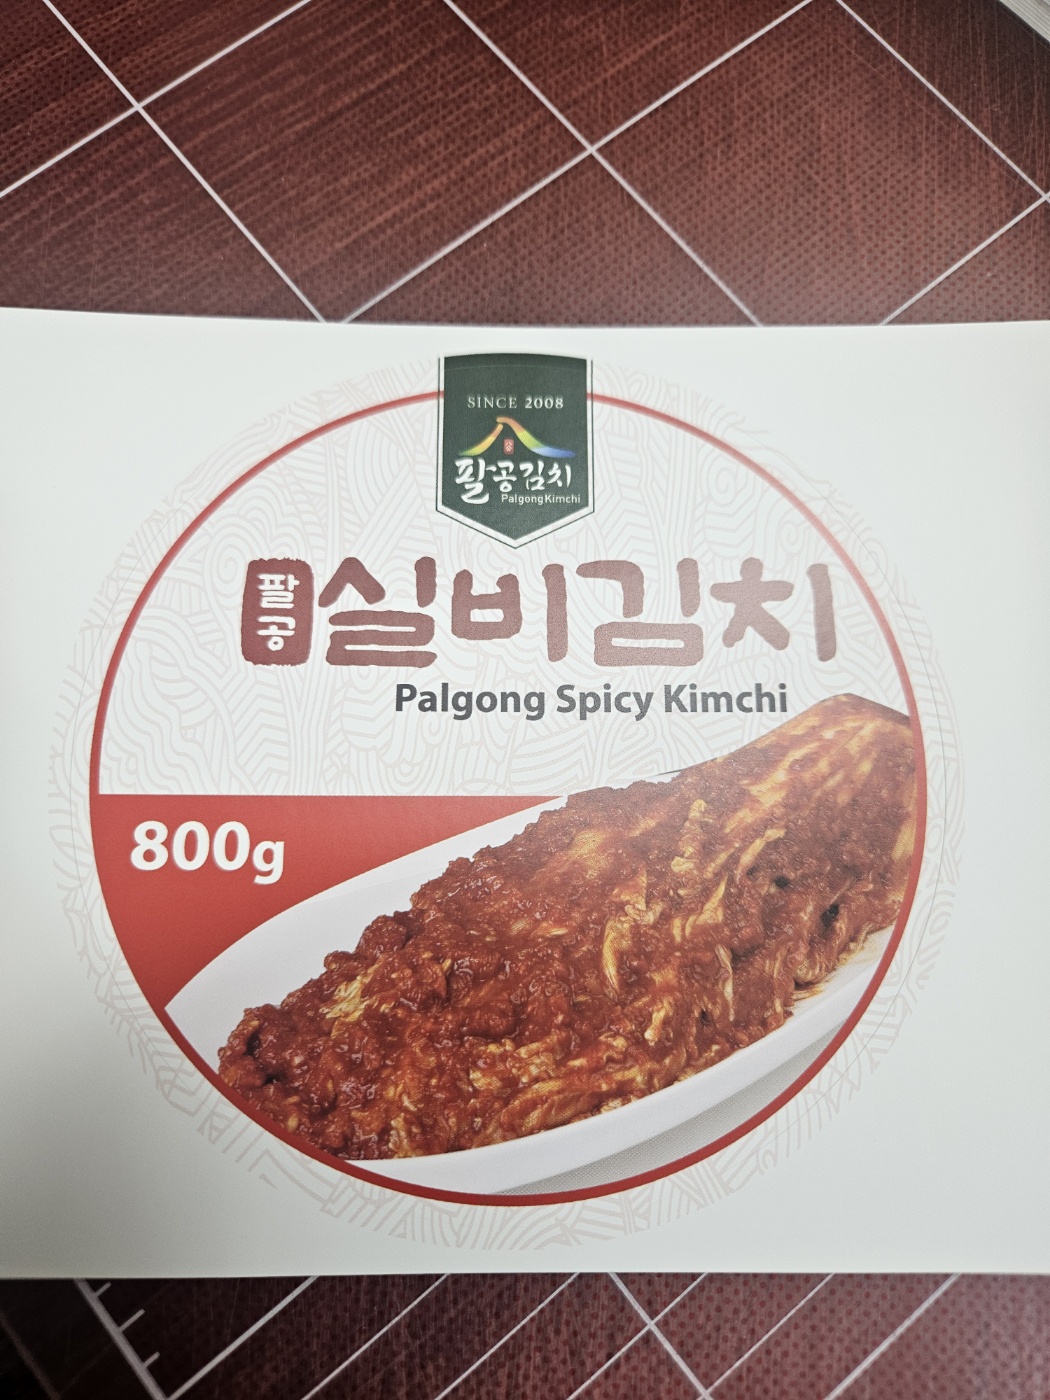 SINCE 2008
팔공김치
PalgongKimchi
팔공 실비김치
Palgong Spicy Kimchi
800g